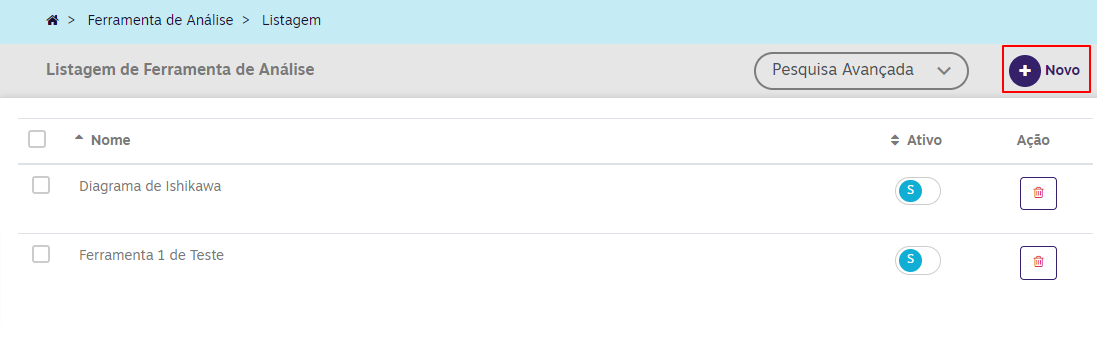 > Ferramenta de Análise > Listagem
Listagem de Ferramenta de Análise
Pesquisa Avançada
Novo
Nome
Ativo
Ação
Diagrama de Ishikawa
S
Ferramenta 1 de Teste
S